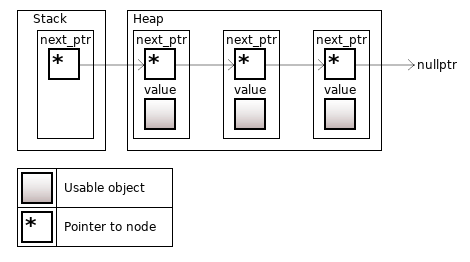 Stack
Heap
next_ptr
next_ptr
next_ptr
next_ptr
*
*
*
*
nullptr
value
value
value
Usable object
*
Pointer to node